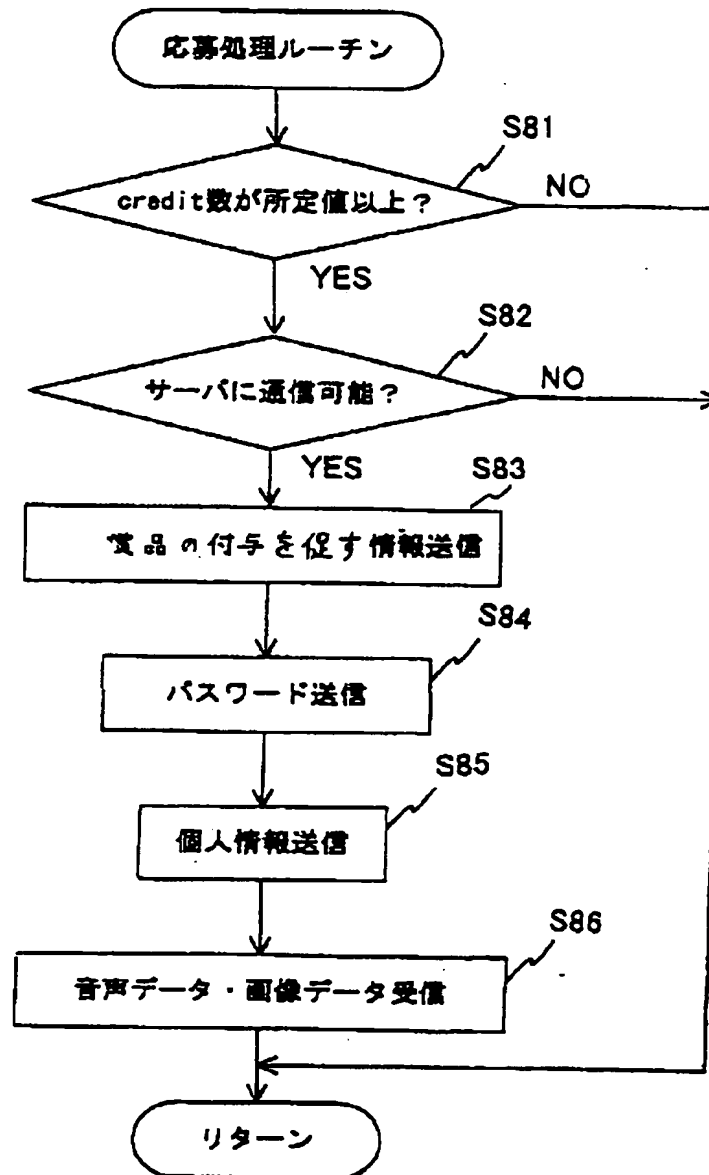 応募処理ルーチン
S81
credit数が所定値以上?
NO
YES
S82
サーバに通信可能?
NO
YES
S83
賞品の付与を促す情報送信
S84
パスワード送信
S85
個人情報送信
S86
音声データ・画像データ受信
リターン